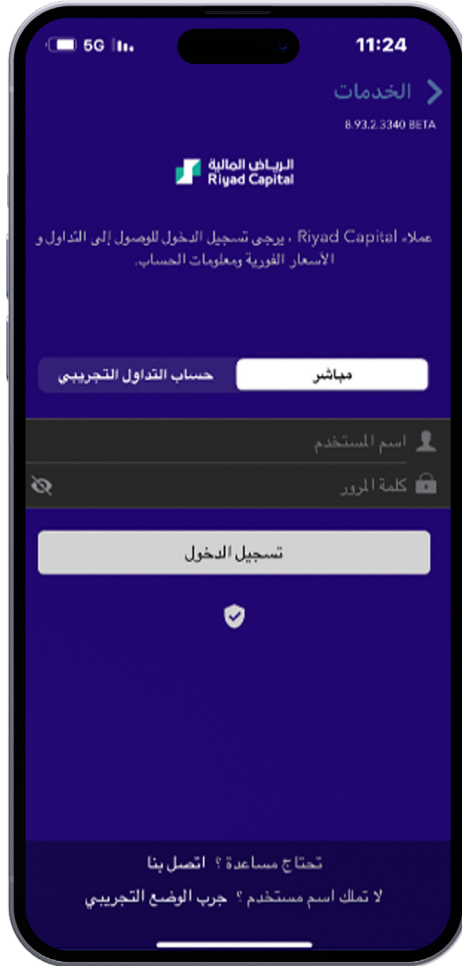 11:24 5G
الخدمات
8.93.2.3340 BETA
الرياض المالية
Riyad Capital
عملاء Riyad Capital ، يرجى تسجيل الدخول للوصول إلى التداول و
الأسعار الفورية ومعلومات الحساب.
مباشر حساب التداول التجريبي
اسم المستخدم
كلمة المرور
تسجيل الدخول
تحتاج مساعدة ؟ اتصل بنا
لا تملك اسم مستخدم ؟ جرب الوضع التجريبي